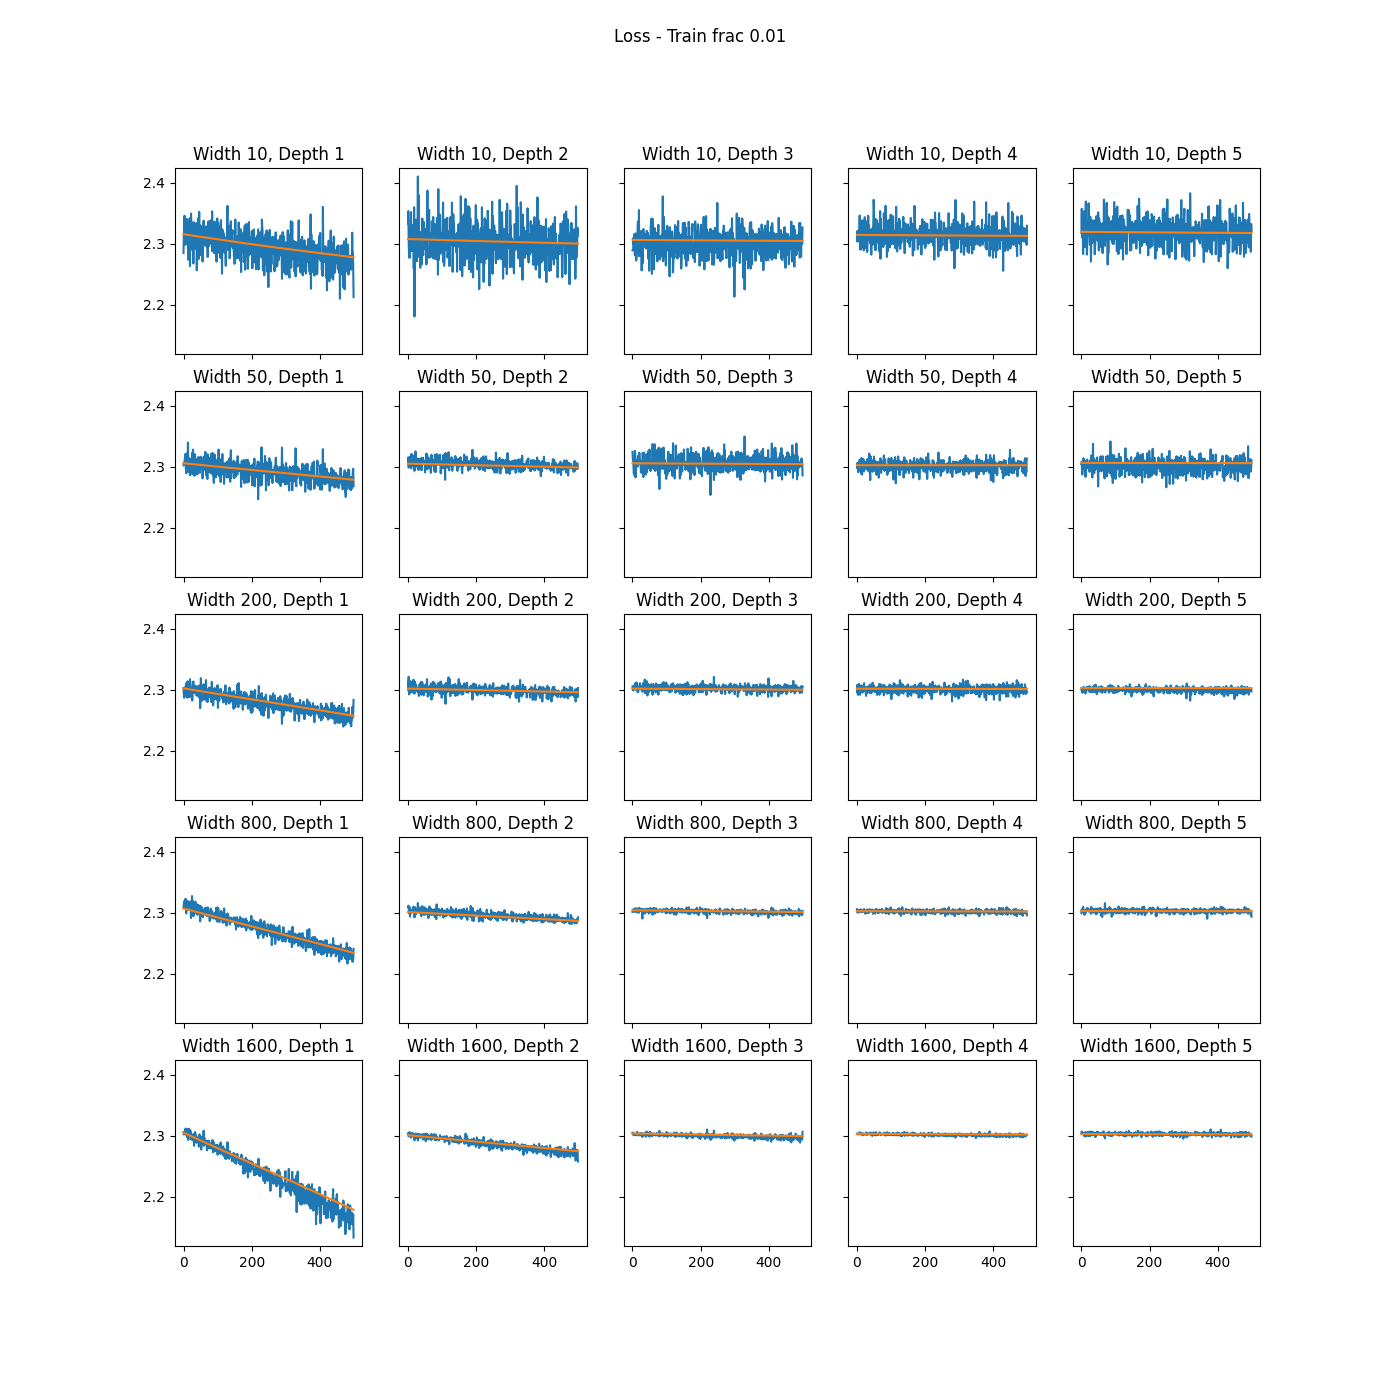 Loss - Train frac 0.01
Width 10, Depth 1
Width 10, Depth 2
Width 10, Depth 3
Width 10, Depth 4
Width 10, Depth 5
2.4
2.3
2.2
Width 50, Depth 1
Width 50, Depth 2
Width 50, Depth 3
Width 50, Depth 4
Width 50, Depth 5
2.4
2.3
2.2
Width 200, Depth 1
Width 200, Depth 2
Width 200, Depth 3
Width 200, Depth 4
Width 200, Depth 5
2.4
2.3
2.2
Width 800, Depth 1
Width 800, Depth 2
Width 800, Depth 3
Width 800, Depth 4
Width 800, Depth 5
2.4
2.3
2.2
Width 1600, Depth 1
Width 1600, Depth 2
Width 1600, Depth 3
Width 1600, Depth 4
Width 1600, Depth 5
2.4
2.3
2.2
0 200 400
0 200 400
0 200 400
0 200 400
0 200 400